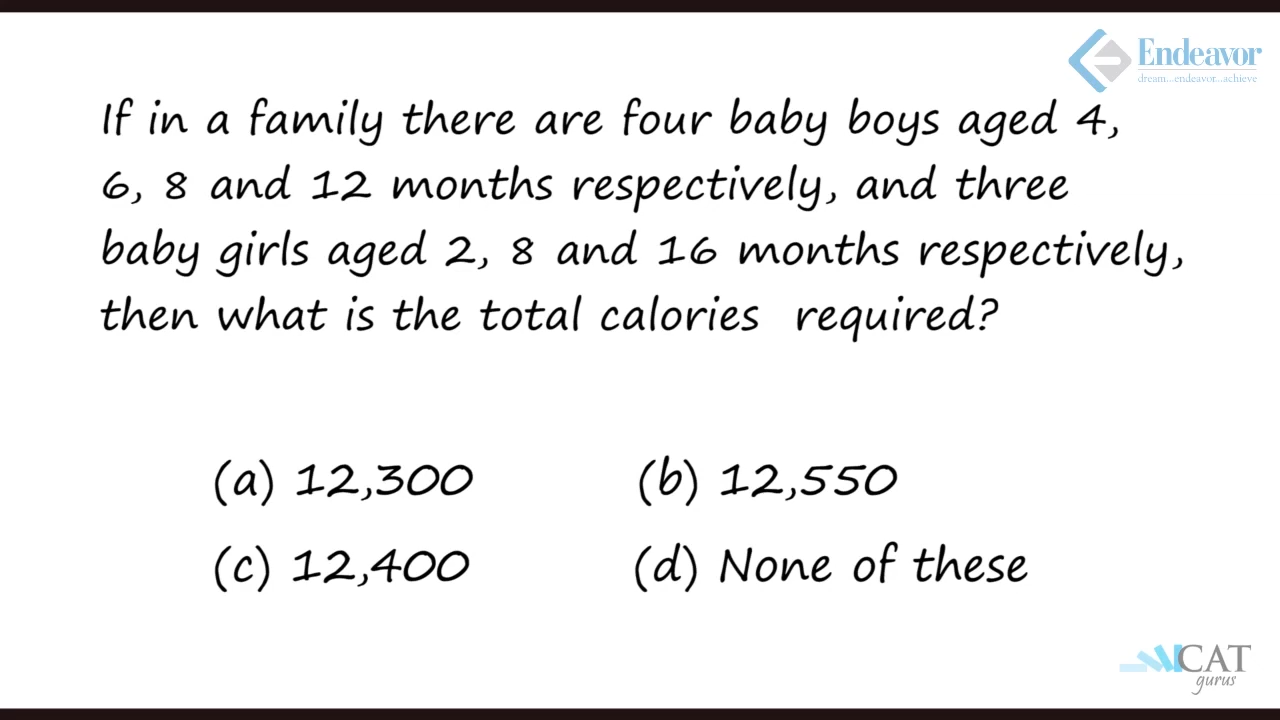 Endeavor
dream...endeavor...achieve
If in a family there are four baby boys aged 4,
6, 8 and 12 months respectively, and three
baby girls aged 2, 8 and 16 months respectively,
then what is the total calories required?
(a) 12,300 (b) 12,550
(c) 12,400 (d) None of these
CAT
gurus